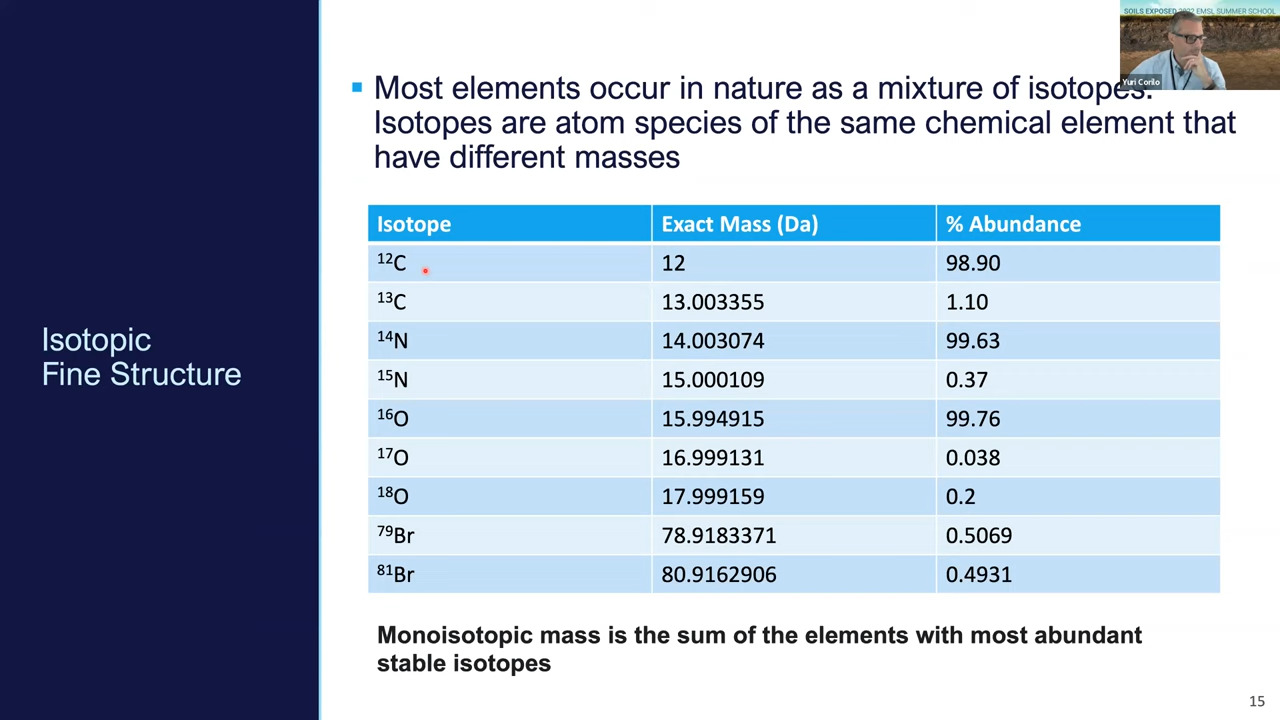 SOILS EXPOSED 2022 EMSL SUMMER SCHOOL
Yuri Corilo
Most elements occur in nature as a mixture of isotopes.
Isotopes are atom species of the same chemical element that
have different masses
Isotopic
Fine Structure
Isotope Exact Mass (Da) % Abundance
¹²C 12 98.90
¹³C 13.003355 1.10
¹⁴N 14.003074 99.63
¹⁵N 15.000109 0.37
¹⁶O 15.994915 99.76
¹⁷O 16.999131 0.038
¹⁸O 17.999159 0.2
⁷⁹Br 78.9183371 0.5069
⁸¹Br 80.9162906 0.4931
Monoisotopic mass is the sum of the elements with most abundant
stable isotopes
15